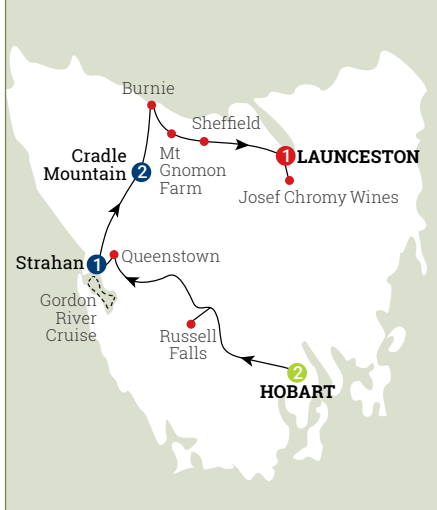 Burnie
Sheffield
Cradle
Mountain
2
Mt
Gnomon
Farm
1
LAUNCESTON
Josef Chromy Wines
Strahan
1
Queenstown
Gordon
River
Cruise
Russell
Falls
2
HOBART